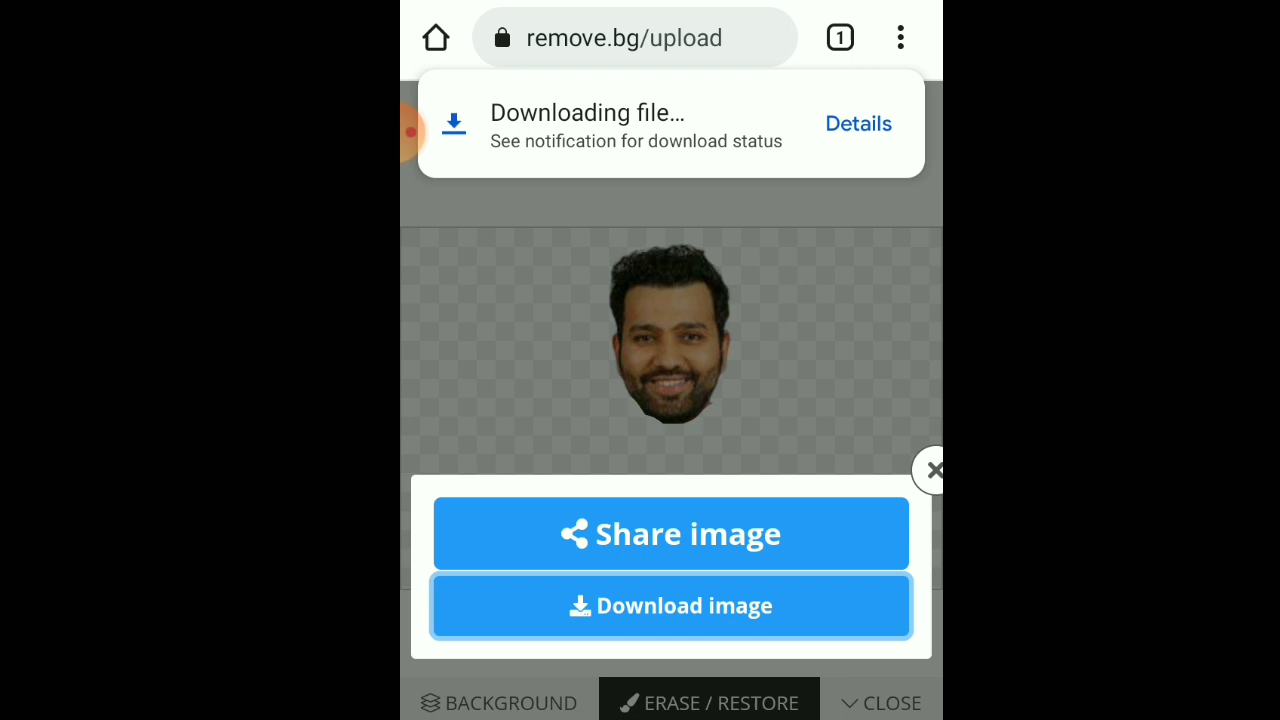 remove.bg/upload
1
Downloading file...
See notification for download status
Details
Share image
Download image
BACKGROUND
ERASE / RESTORE
CLOSE